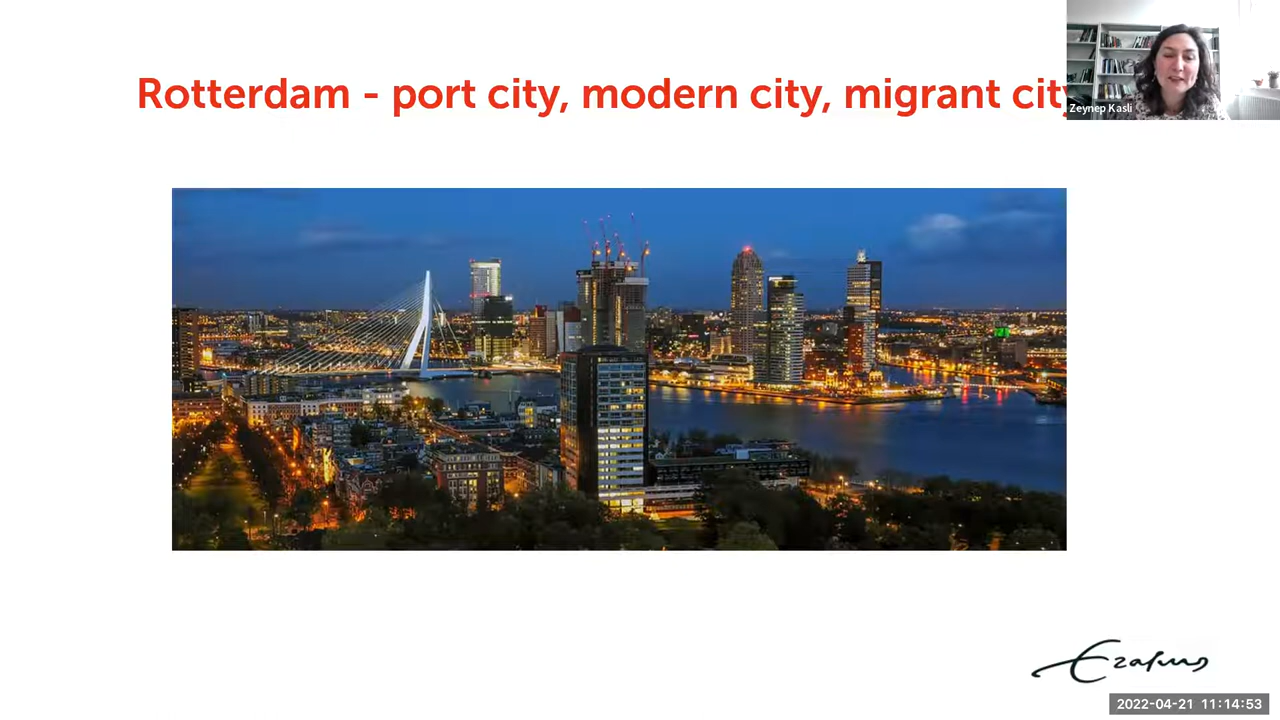 Rotterdam - port city, modern city, migrant city
Zeynep Kasli
Erasmus
2022-04-21 11:14:53